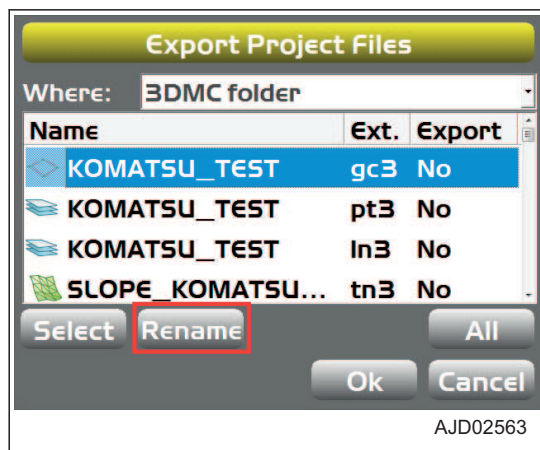 Export Project Files
Where: 3DMC folder
Name Ext. Export
KOMATSU_TEST gc3 No
KOMATSU_TEST pt3 No
KOMATSU_TEST ln3 No
SLOPE_KOMATSU... tn3 No
Select Rename All
Ok Cancel
AJD02563